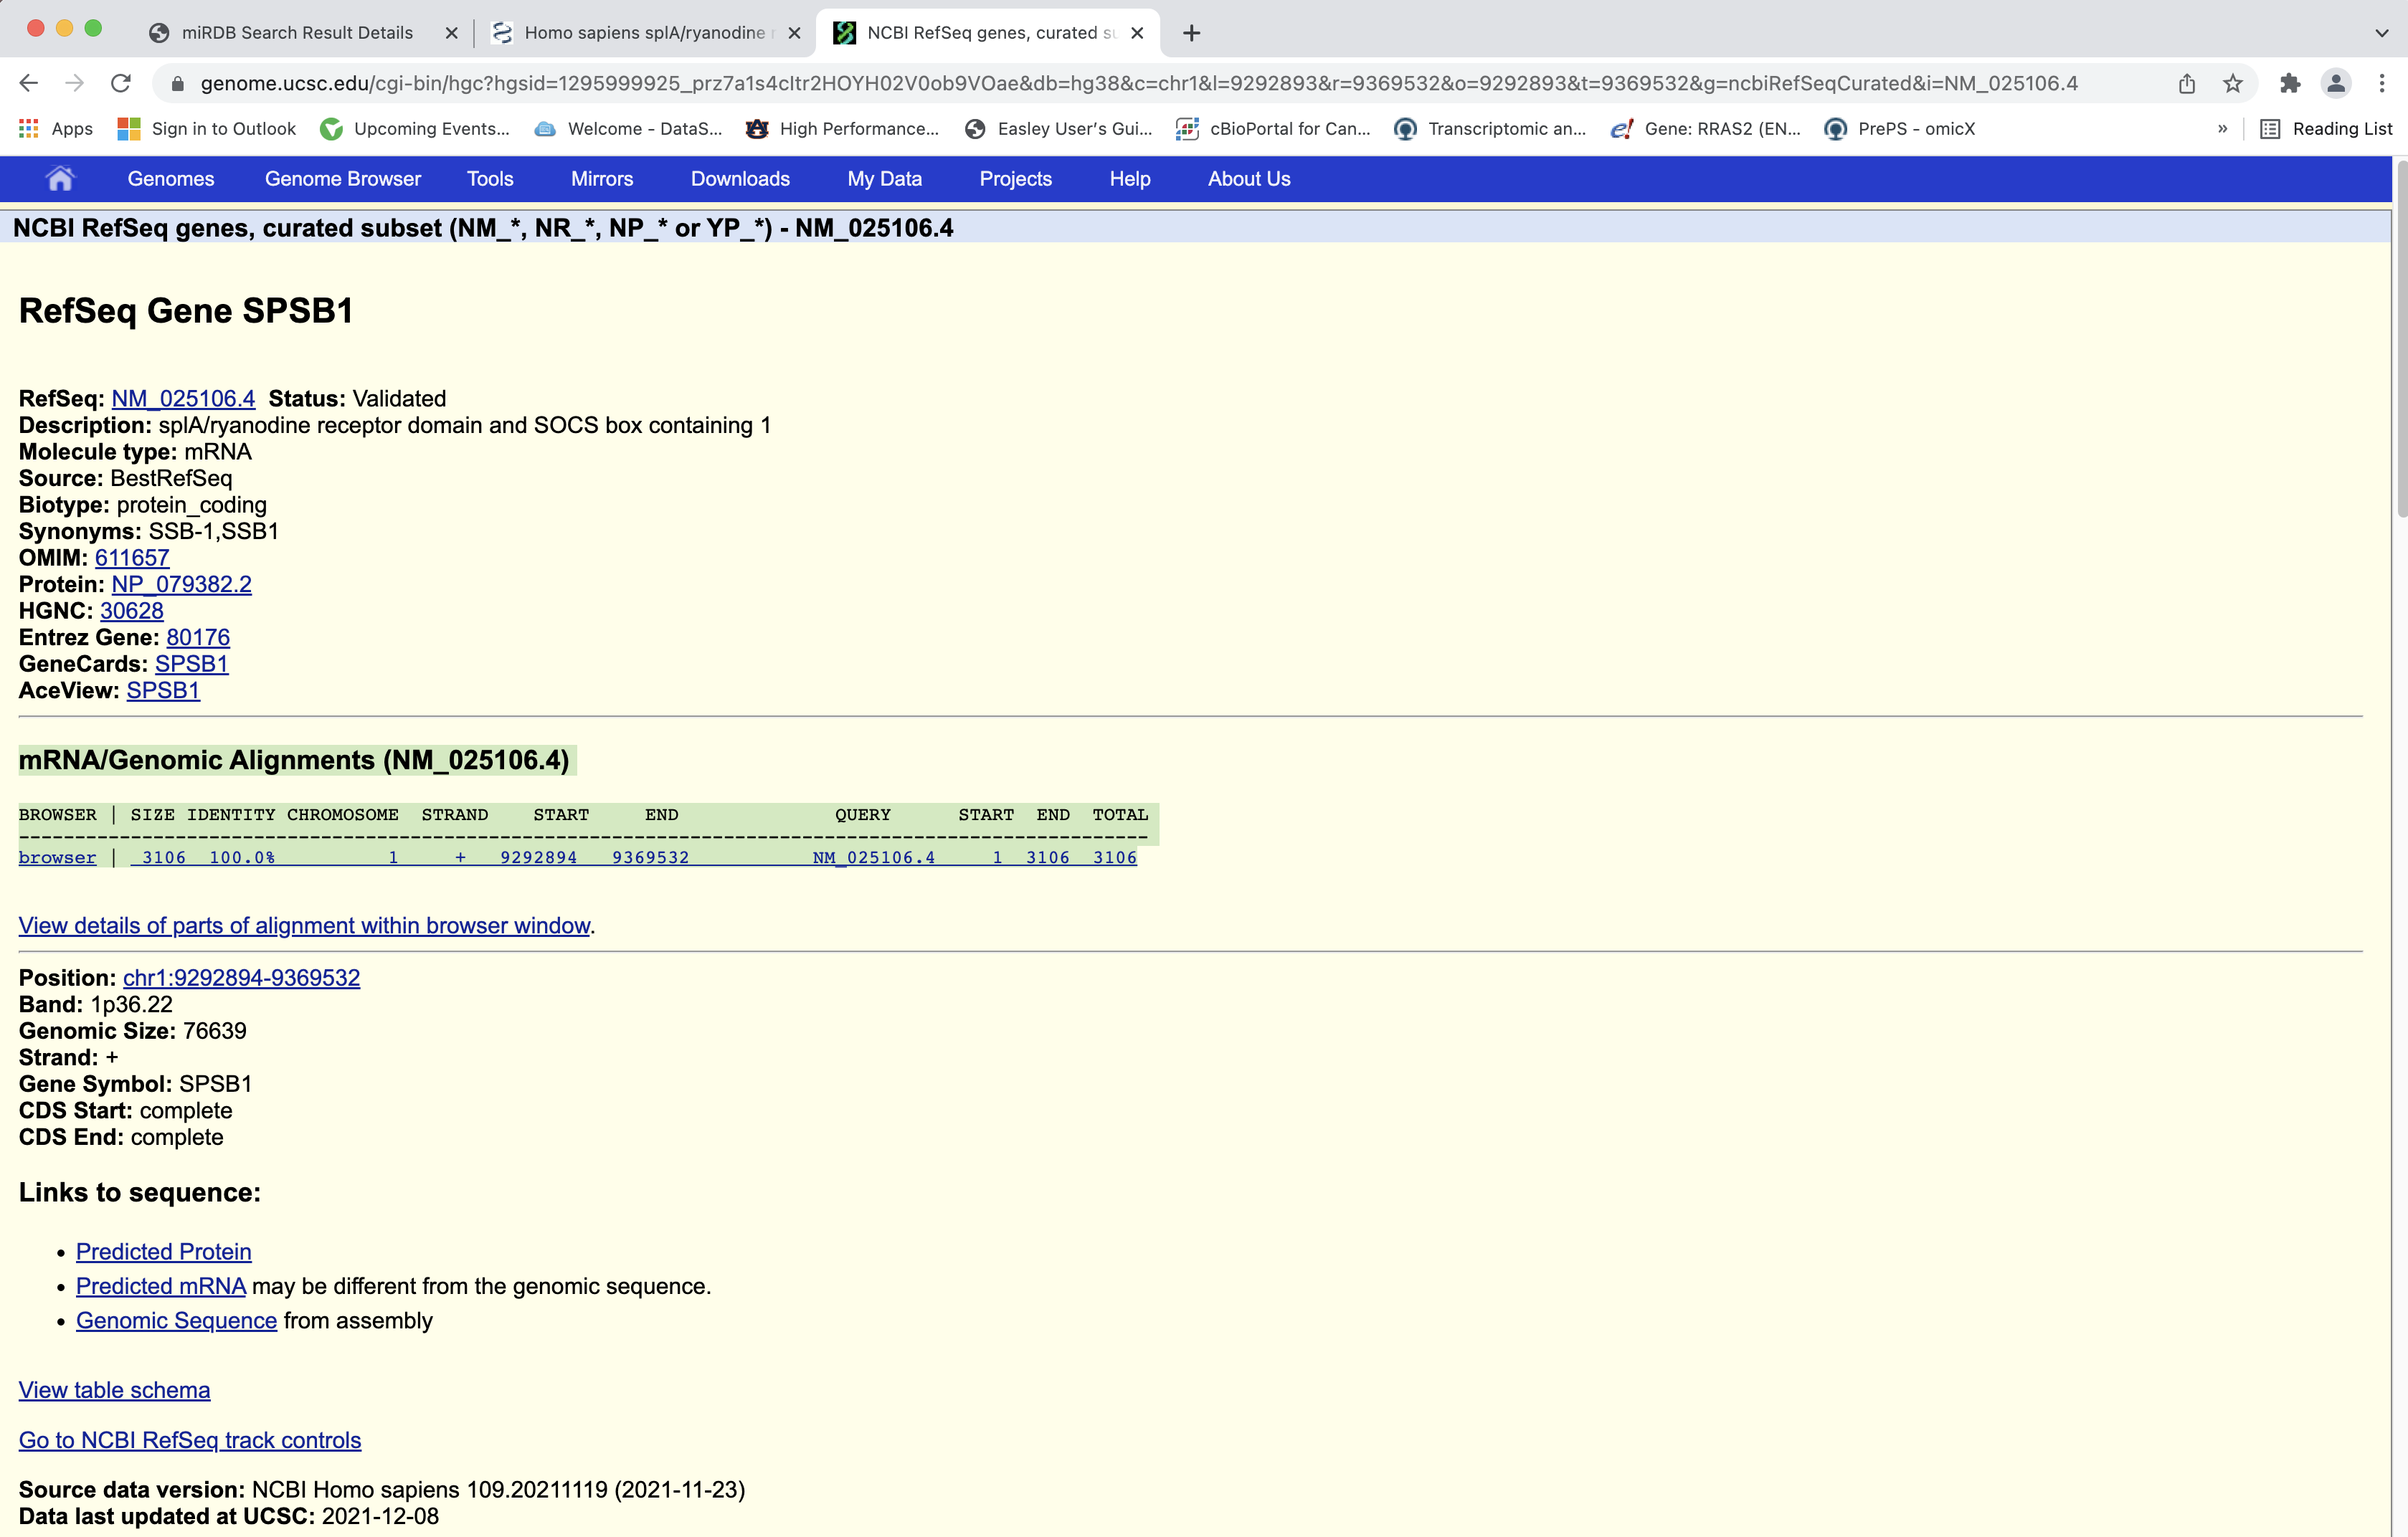 miRDB Search Result Details
Homo sapiens splA/ryanodine
NCBI RefSeq genes, curated su
genome.ucsc.edu/cgi-bin/hgc?hgsid=1295999925_prz7a1s4cItr2HOYH02V0ob9VOae&db=hg38&c=chr1&l=9292893&r=9369532&o=9292893&t=9369532&g=ncbiRefSeqCurated&i=NM_025106.4
Apps Sign in to Outlook Upcoming Events... Welcome - DataS... High Performance... Easley User's Gui... cBioPortal for Can... Transcriptomic an... Gene: RRAS2 (EN... PrePS - omicX » Reading List
Genomes Genome Browser Tools Mirrors Downloads My Data Projects Help About Us
NCBI RefSeq genes, curated subset (NM_*, NR_*, NP_* or YP_*) - NM_025106.4
RefSeq Gene SPSB1
RefSeq: NM_025106.4 Status: Validated
Description: splA/ryanodine receptor domain and SOCS box containing 1
Molecule type: mRNA
Source: BestRefSeq
Biotype: protein_coding
Synonyms: SSB-1,SSB1
OMIM: 611657
Protein: NP_079382.2
HGNC: 30628
Entrez Gene: 80176
GeneCards: SPSB1
AceView: SPSB1
mRNA/Genomic Alignments (NM_025106.4)
BROWSER | SIZE IDENTITY CHROMOSOME STRAND START END QUERY START END TOTAL
-----------------------------------------------------------------------------------------------------
browser | 3106 100.0% 1 + 9292894 9369532 NM_025106.4 1 3106 3106
View details of parts of alignment within browser window.
Position: chr1:9292894-9369532
Band: 1p36.22
Genomic Size: 76639
Strand: +
Gene Symbol: SPSB1
CDS Start: complete
CDS End: complete
Links to sequence:
• Predicted Protein
• Predicted mRNA may be different from the genomic sequence.
• Genomic Sequence from assembly
View table schema
Go to NCBI RefSeq track controls
Source data version: NCBI Homo sapiens 109.20211119 (2021-11-23)
Data last updated at UCSC: 2021-12-08